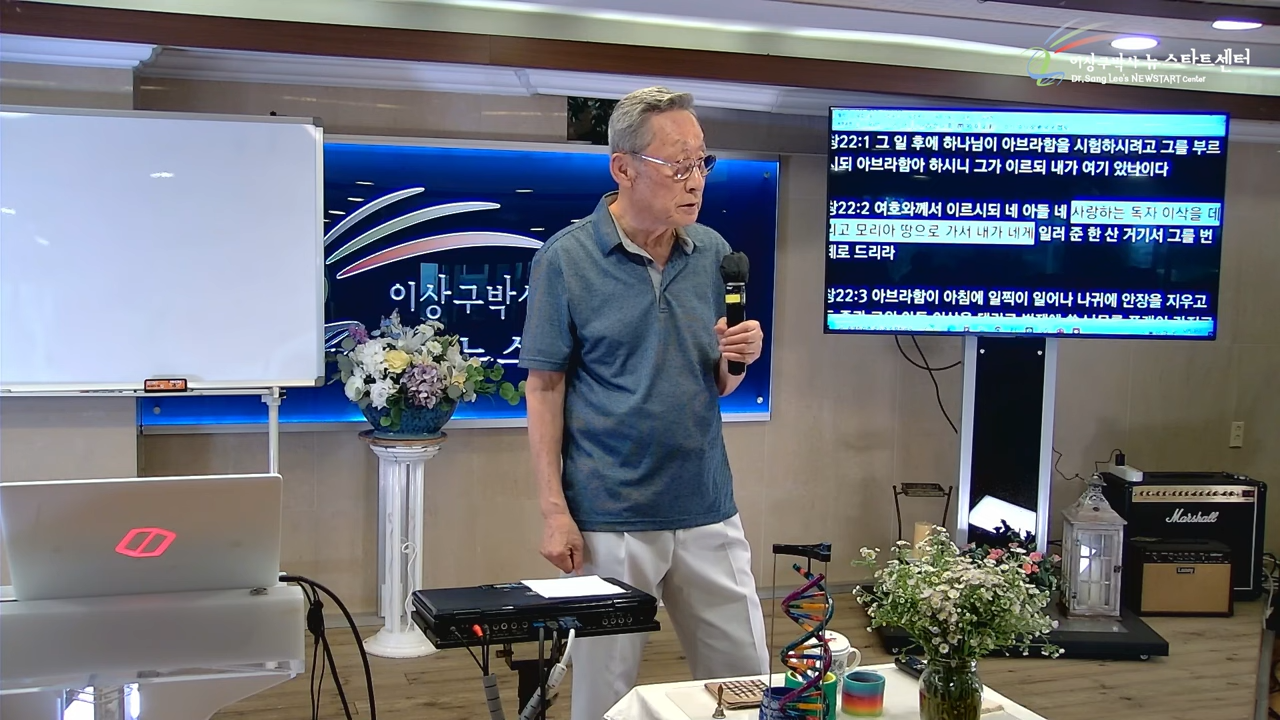 이상구박사 뉴스타트센터
Dr. Sang Lee's NEWSTART Center
창22:1 그 일 후에 하나님이 아브라함을 시험하시려고 그를 부르
시되 아브라함아 하시니 그가 이르되 내가 여기 있나이다
창22:2 여호와께서 이르시되 네 아들 네 사랑하는 독자 이삭을 데
리고 모리아 땅으로 가서 내가 네게 일러 준 한 산 거기서 그를 번
제로 드리라
창22:3 아브라함이 아침에 일찍이 일어나 나귀에 안장을 지우고
이상구박사
뉴스
Marshall
Laney